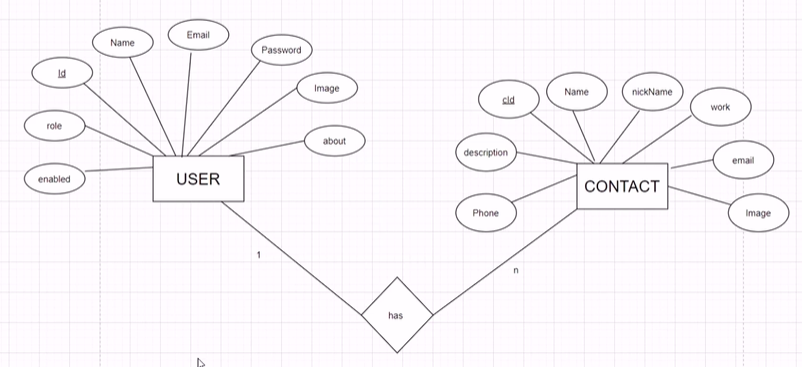 Name
Email
Password
Id
Image
role
about
enabled
USER
cId
Name
nickName
work
description
email
Phone
CONTACT
Image
1
n
has